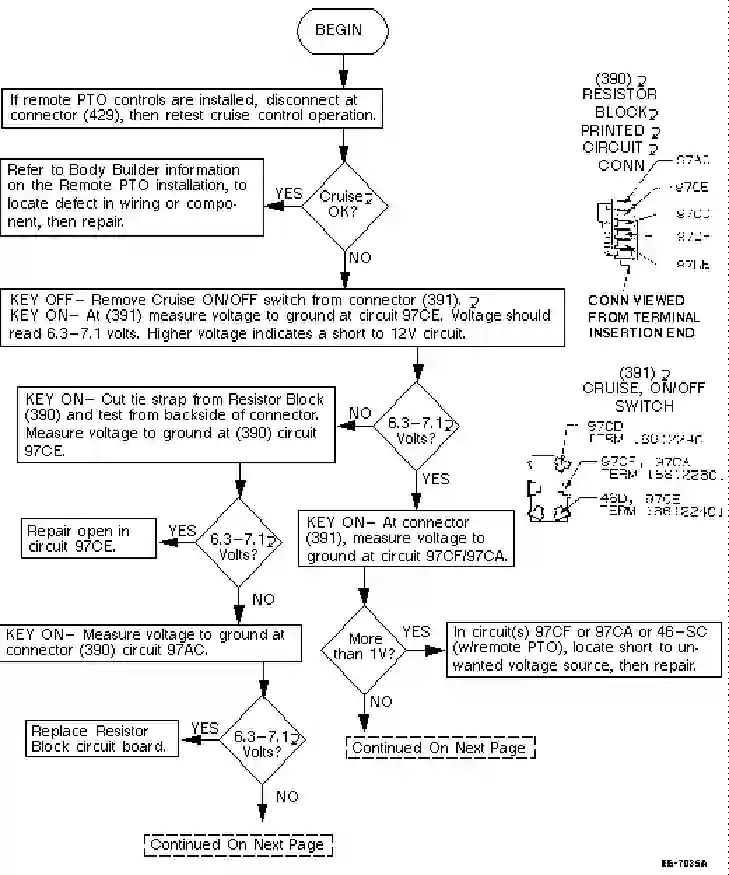 BEGIN
If remote PTO controls are installed, disconnect at
connector (429), then retest cruise control operation.
Refer to Body Builder information
on the Remote PTO installation, to
locate defect in wiring or compo-
nent, then repair.
YES
Cruise
OK?
NO
KEY OFF- Remove Cruise ON/OFF switch from connector (391).
KEY ON- At (391) measure voltage to ground at circuit 97CE. Voltage should
read 6.3-7.1 volts. Higher voltage indicates a short to 12V circuit.
KEY ON- Cut tie strap from Resistor Block
(390) and test from backside of connector.
Measure voltage to ground at (390) circuit
97CE.
NO
6.3-7.1
Volts?
YES
Repair open in
circuit 97CE.
YES
6.3-7.1
Volts?
NO
KEY ON- At connector
(391), measure voltage to
ground at circuit 97CF/97CA.
KEY ON- Measure voltage to ground at
connector (390) circuit 97AC.
More
than 1V?
YES
In circuit(s) 97CF or 97CA or 46-SC
(w/remote PTO), locate short to un-
wanted voltage source, then repair.
NO
Continued On Next Page
Replace Resistor
Block circuit board.
YES
6.3-7.1
Volts?
NO
Continued On Next Page
(390)
RESISTOR
BLOCK
PRINTED
CIRCUIT
CONN
97AC
97CE
CONN VIEWED
FROM TERMINAL
INSERTION END
(391)
CRUISE, ON/OFF
SWITCH
97CD
97CF, 97CA
46D, 97CE
EE-7035A